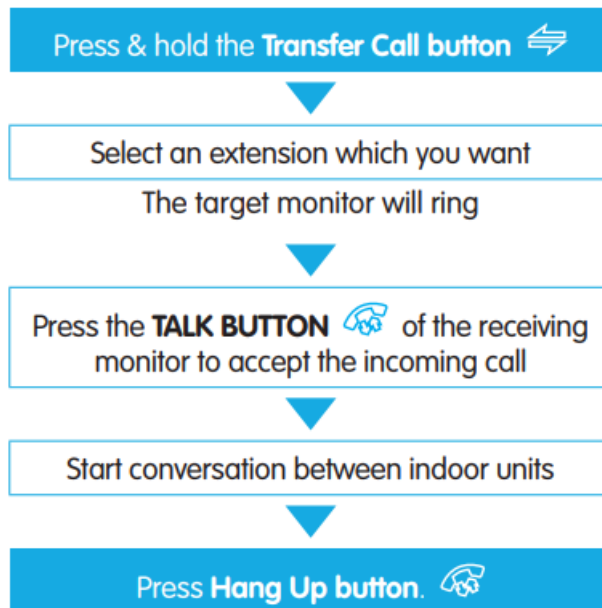 Press & hold the Transfer Call button
Select an extension which you want
The target monitor will ring
Press the TALK BUTTON of the receiving
monitor to accept the incoming call
Start conversation between indoor units
Press Hang Up button.